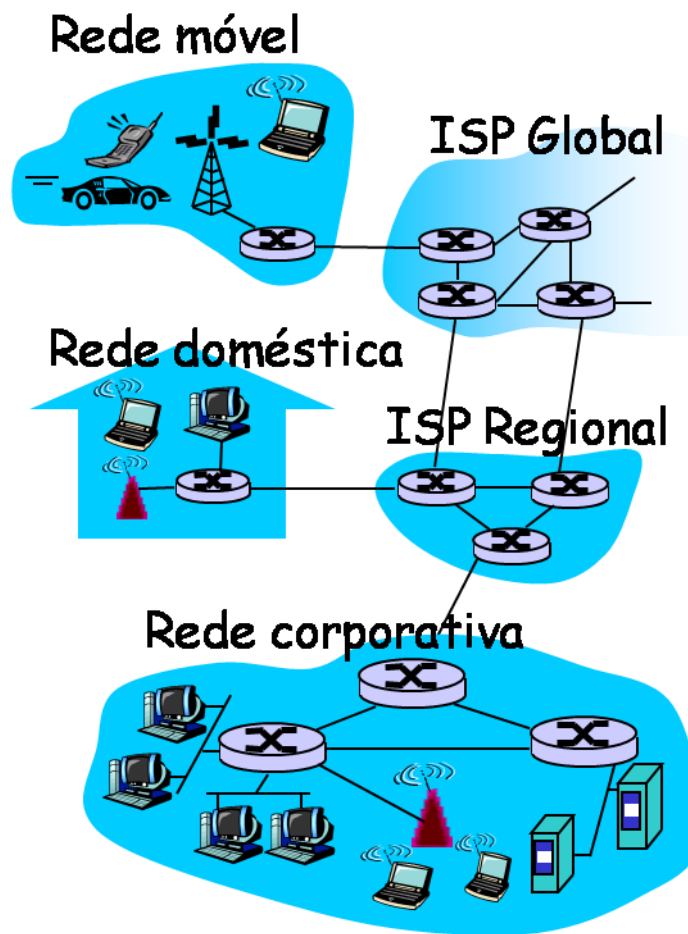 Rede móvel
ISP Global
Rede doméstica
ISP Regional
Rede corporativa